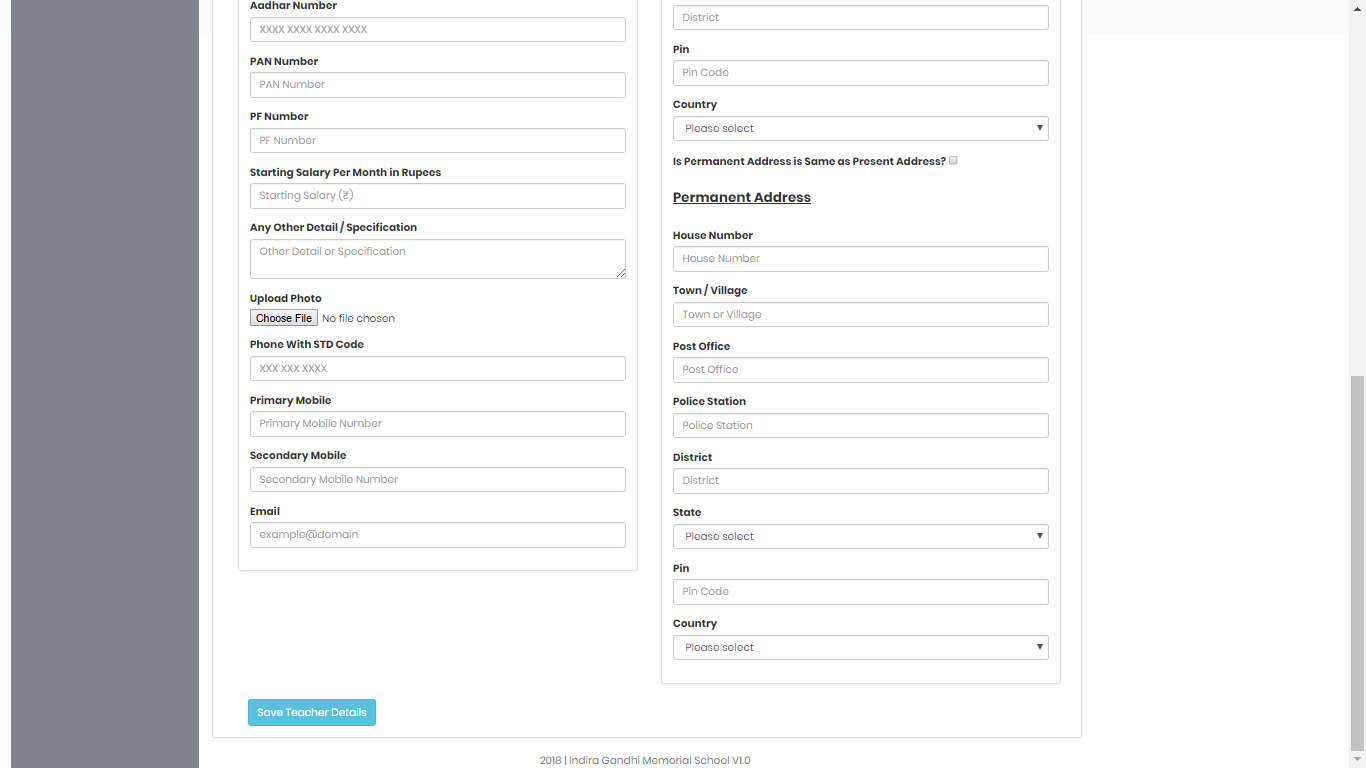 Aadhar Number
XXXX XXXX XXXX XXXX
PAN Number
PAN Number
PF Number
PF Number
Starting Salary Per Month in Rupees
Starting Salary (₹)
Any Other Detail / Specification
Other Detail or Specification
Upload Photo
Choose File No file chosen
Phone With STD Code
XXX XXX XXXX
Primary Mobile
Primary Mobile Number
Secondary Mobile
Secondary Mobile Number
Email
example@domain
District
Pin
Pin Code
Country
Please select
Is Permanent Address is Same as Present Address?
Permanent Address
House Number
House Number
Town / Village
Town or Village
Post Office
Post Office
Police Station
Police Station
District
District
State
Please select
Pin
Pin Code
Country
Please select
Save Teacher Details
2018 | Indira Gandhi Memorial School V1.0